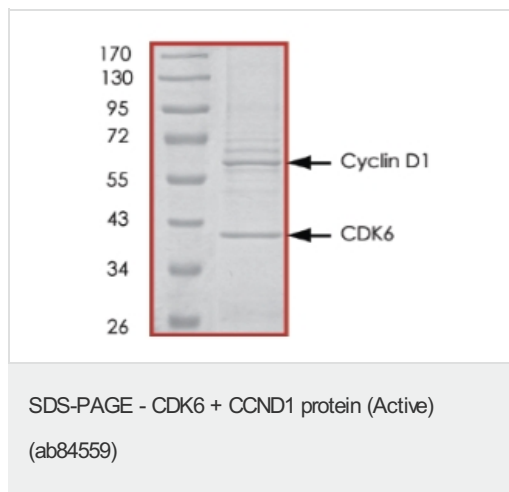 170
130
95
72
Cyclin D1
55
43
CDK6
34
26
SDS-PAGE - CDK6 + CCND1 protein (Active)
(ab84559)